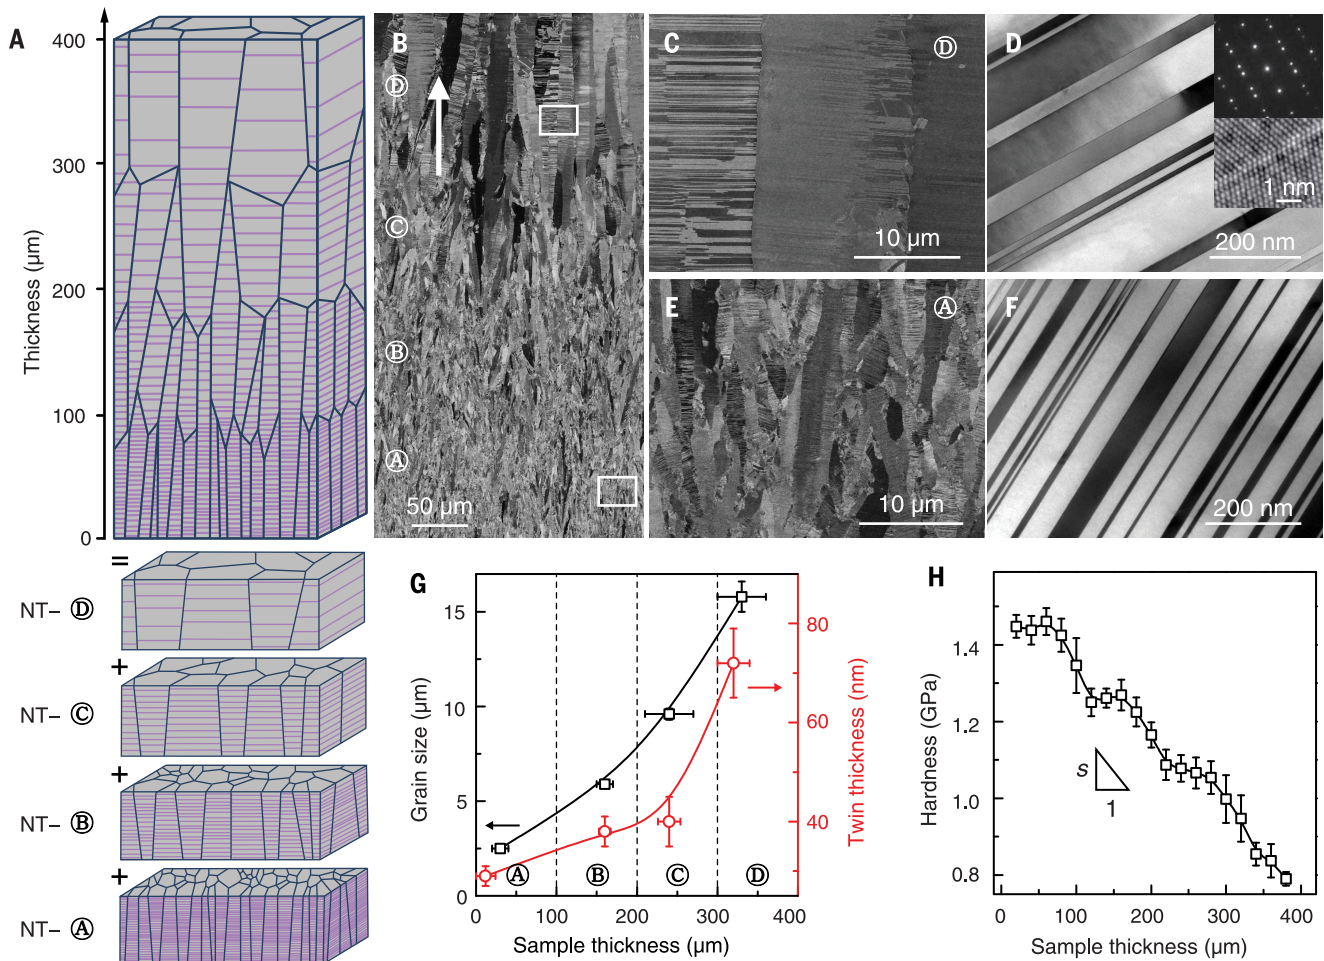 A
400
300
200
100
0
Thickness (µm)
B
Ⓓ
Ⓒ
Ⓑ
Ⓐ
50 µm
C
Ⓓ
10 µm
D
1 nm
200 nm
E
Ⓐ
10 µm
F
200 nm
=
NT– Ⓓ
+
NT– Ⓒ
+
NT– Ⓑ
+
NT– Ⓐ
G
15
10
5
0
Grain size (µm)
80
60
40
Twin thickness (nm)
Ⓐ Ⓑ Ⓒ Ⓓ
0 100 200 300 400
Sample thickness (µm)
H
1.4
1.2
1.0
0.8
Hardness (GPa)
s
1
0 100 200 300 400
Sample thickness (µm)